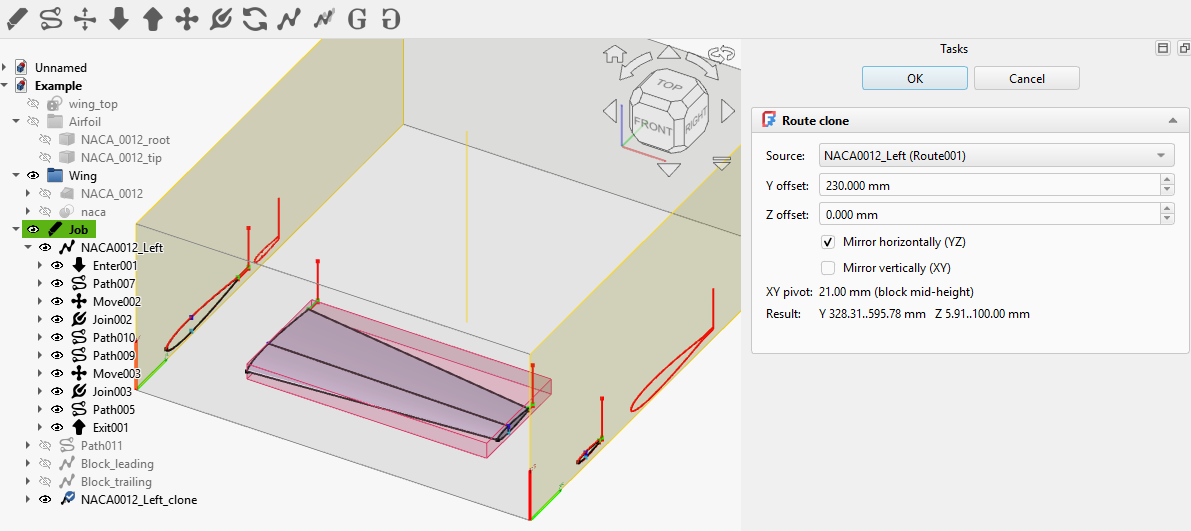 Tasks
Unnamed
Example
wing_top
Airfoil
NACA_0012_root
NACA_0012_tip
Wing
NACA_0012
naca
Job
NACA0012_Left
Enter001
Path007
Move002
Join002
Path010
Path009
Move003
Join003
Path005
Exit001
Path011
Block_leading
Block_trailing
NACA0012_Left_clone
TOP
FRONT
RIGHT
OK
Cancel
Route clone
Source: NACA0012_Left (Route001)
Y offset: 230.000 mm
Z offset: 0.000 mm
Mirror horizontally (YZ)
Mirror vertically (XY)
XY pivot: 21.00 mm (block mid-height)
Result: Y 328.31..595.78 mm Z 5.91..100.00 mm